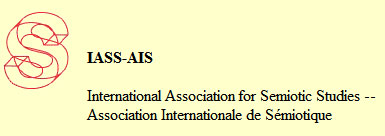 IASS-AIS
International Association for Semiotic Studies --
Association Internationale de Sémiotique